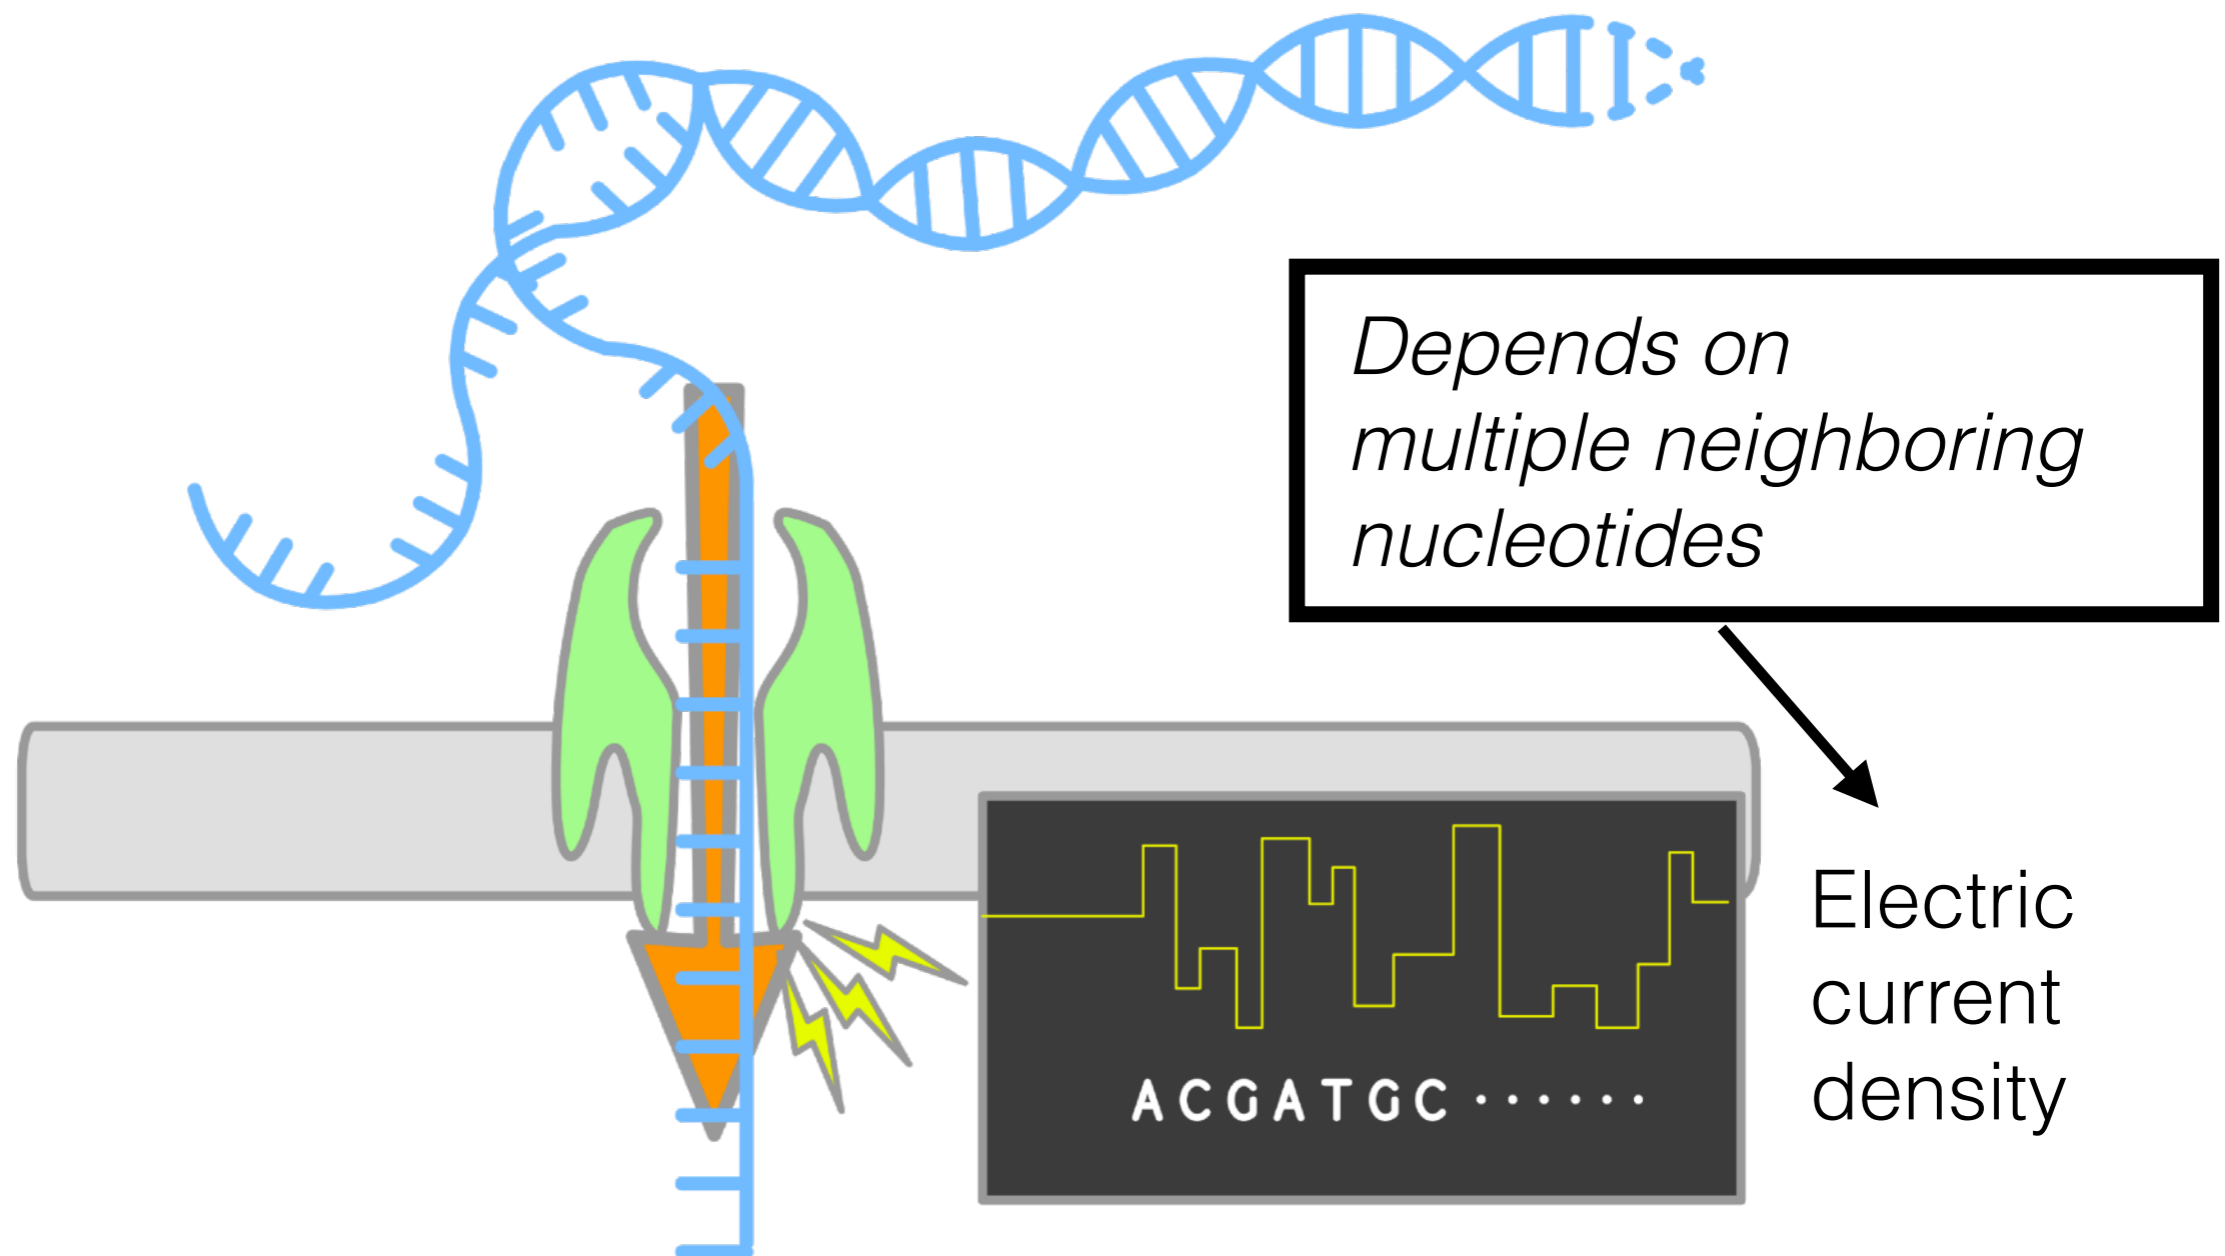 Depends on
multiple neighboring
nucleotides
Electric
current
density
ACGATGC······